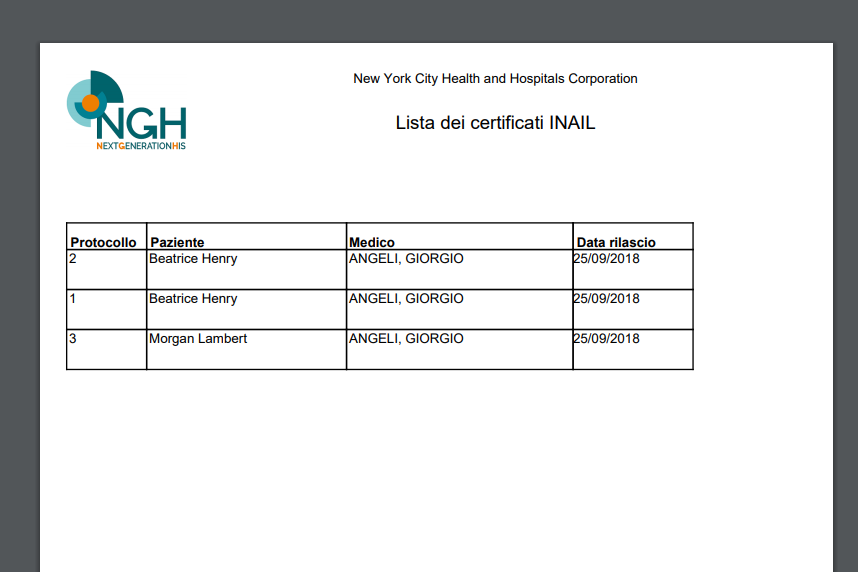 New York City Health and Hospitals Corporation
Lista dei certificati INAIL
NGH
NEXTGENERATIONHIS
Protocollo Paziente Medico Data rilascio
2 Beatrice Henry ANGELI, GIORGIO 25/09/2018
1 Beatrice Henry ANGELI, GIORGIO 25/09/2018
3 Morgan Lambert ANGELI, GIORGIO 25/09/2018